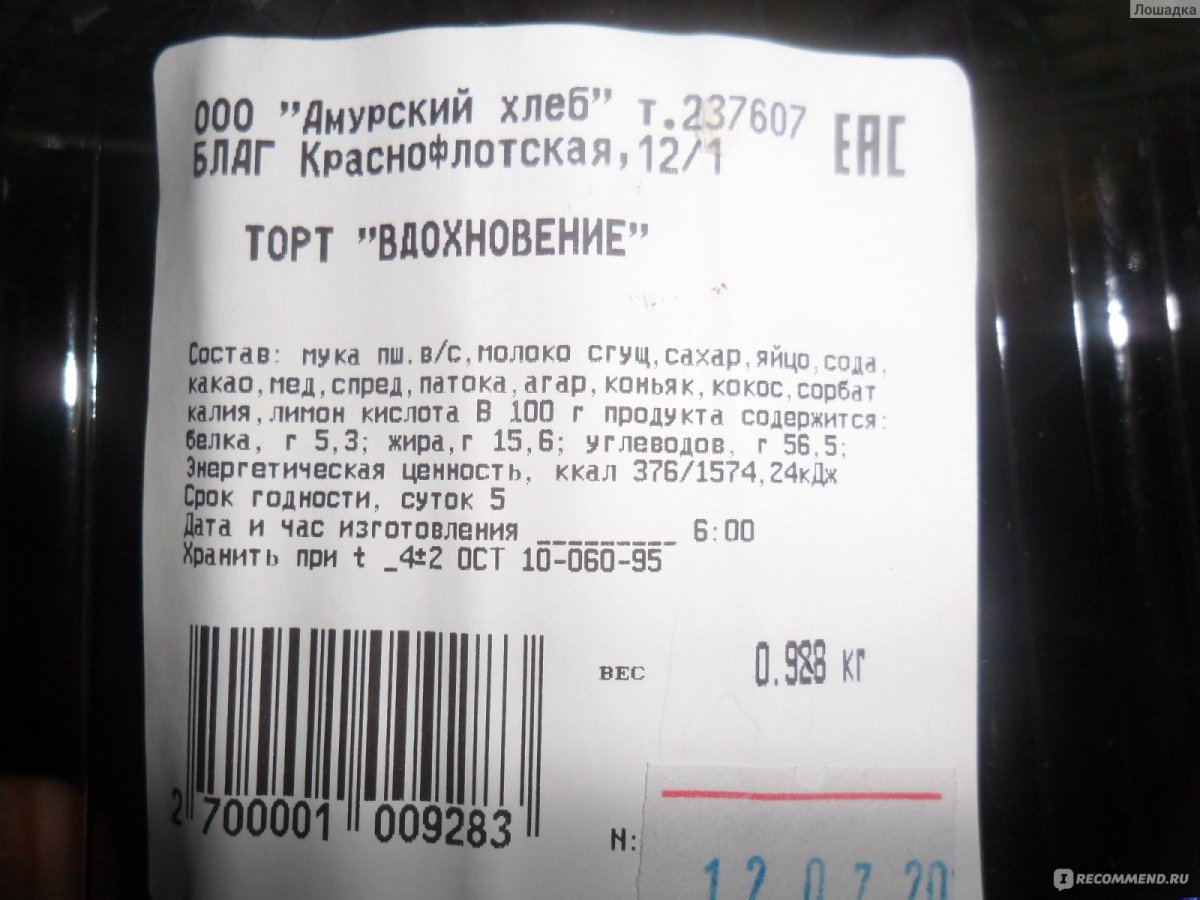 Лошадка
ООО "Амурский хлеб" т.237607
БЛАГ Краснофлотская,12/1
EAC
ТОРТ "ВДОХНОВЕНИЕ"
Состав: мука пш.в/с,молоко сгущ,сахар,яйцо,сода,
какао,мед,спред,патока,агар,коньяк,кокос,сорбат
калия,лимон кислота В 100 г продукта содержится:
белка, г 5,3; жира,г 15,6; углеводов, г 56,5;
Энергетическая ценность, ккал 376/1574,24кДж
Срок годности, суток 5
Дата и час изготовления _________ 6:00
Хранить при t _4±2 ОСТ 10-060-95
ВЕС 0.988 кг
2 700001 009283
N:
12 07 20
IRECOMMEND.RU